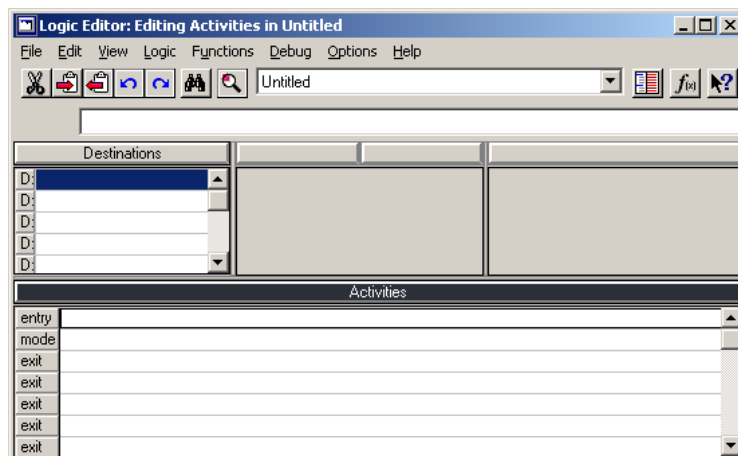 Logic Editor: Editing Activities in Untitled
File Edit View Logic Functions Debug Options Help
Untitled f(x) ?
Destinations
D:
D:
D:
D:
D:
Activities
entry
mode
exit
exit
exit
exit
exit